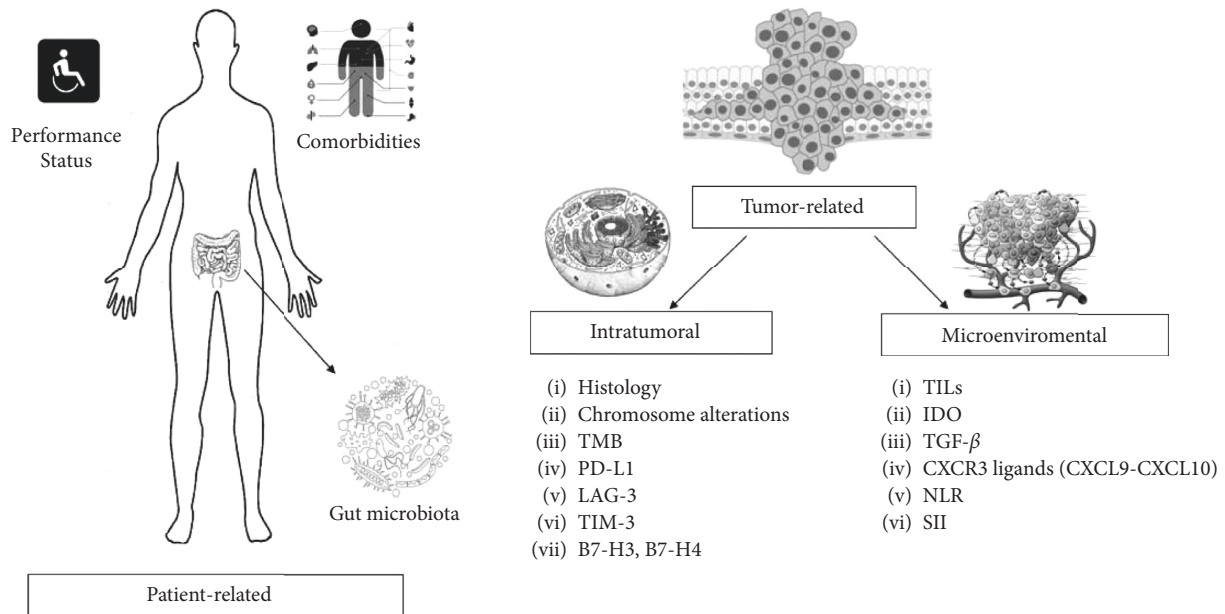 Performance
Status
Comorbidities
Gut microbiota
Patient-related
Tumor-related
Intratumoral
(i) Histology
(ii) Chromosome alterations
(iii) TMB
(iv) PD-L1
(v) LAG-3
(vi) TIM-3
(vii) B7-H3, B7-H4
Microenviromental
(i) TILs
(ii) IDO
(iii) TGF-β
(iv) CXCR3 ligands (CXCL9-CXCL10)
(v) NLR
(vi) SII